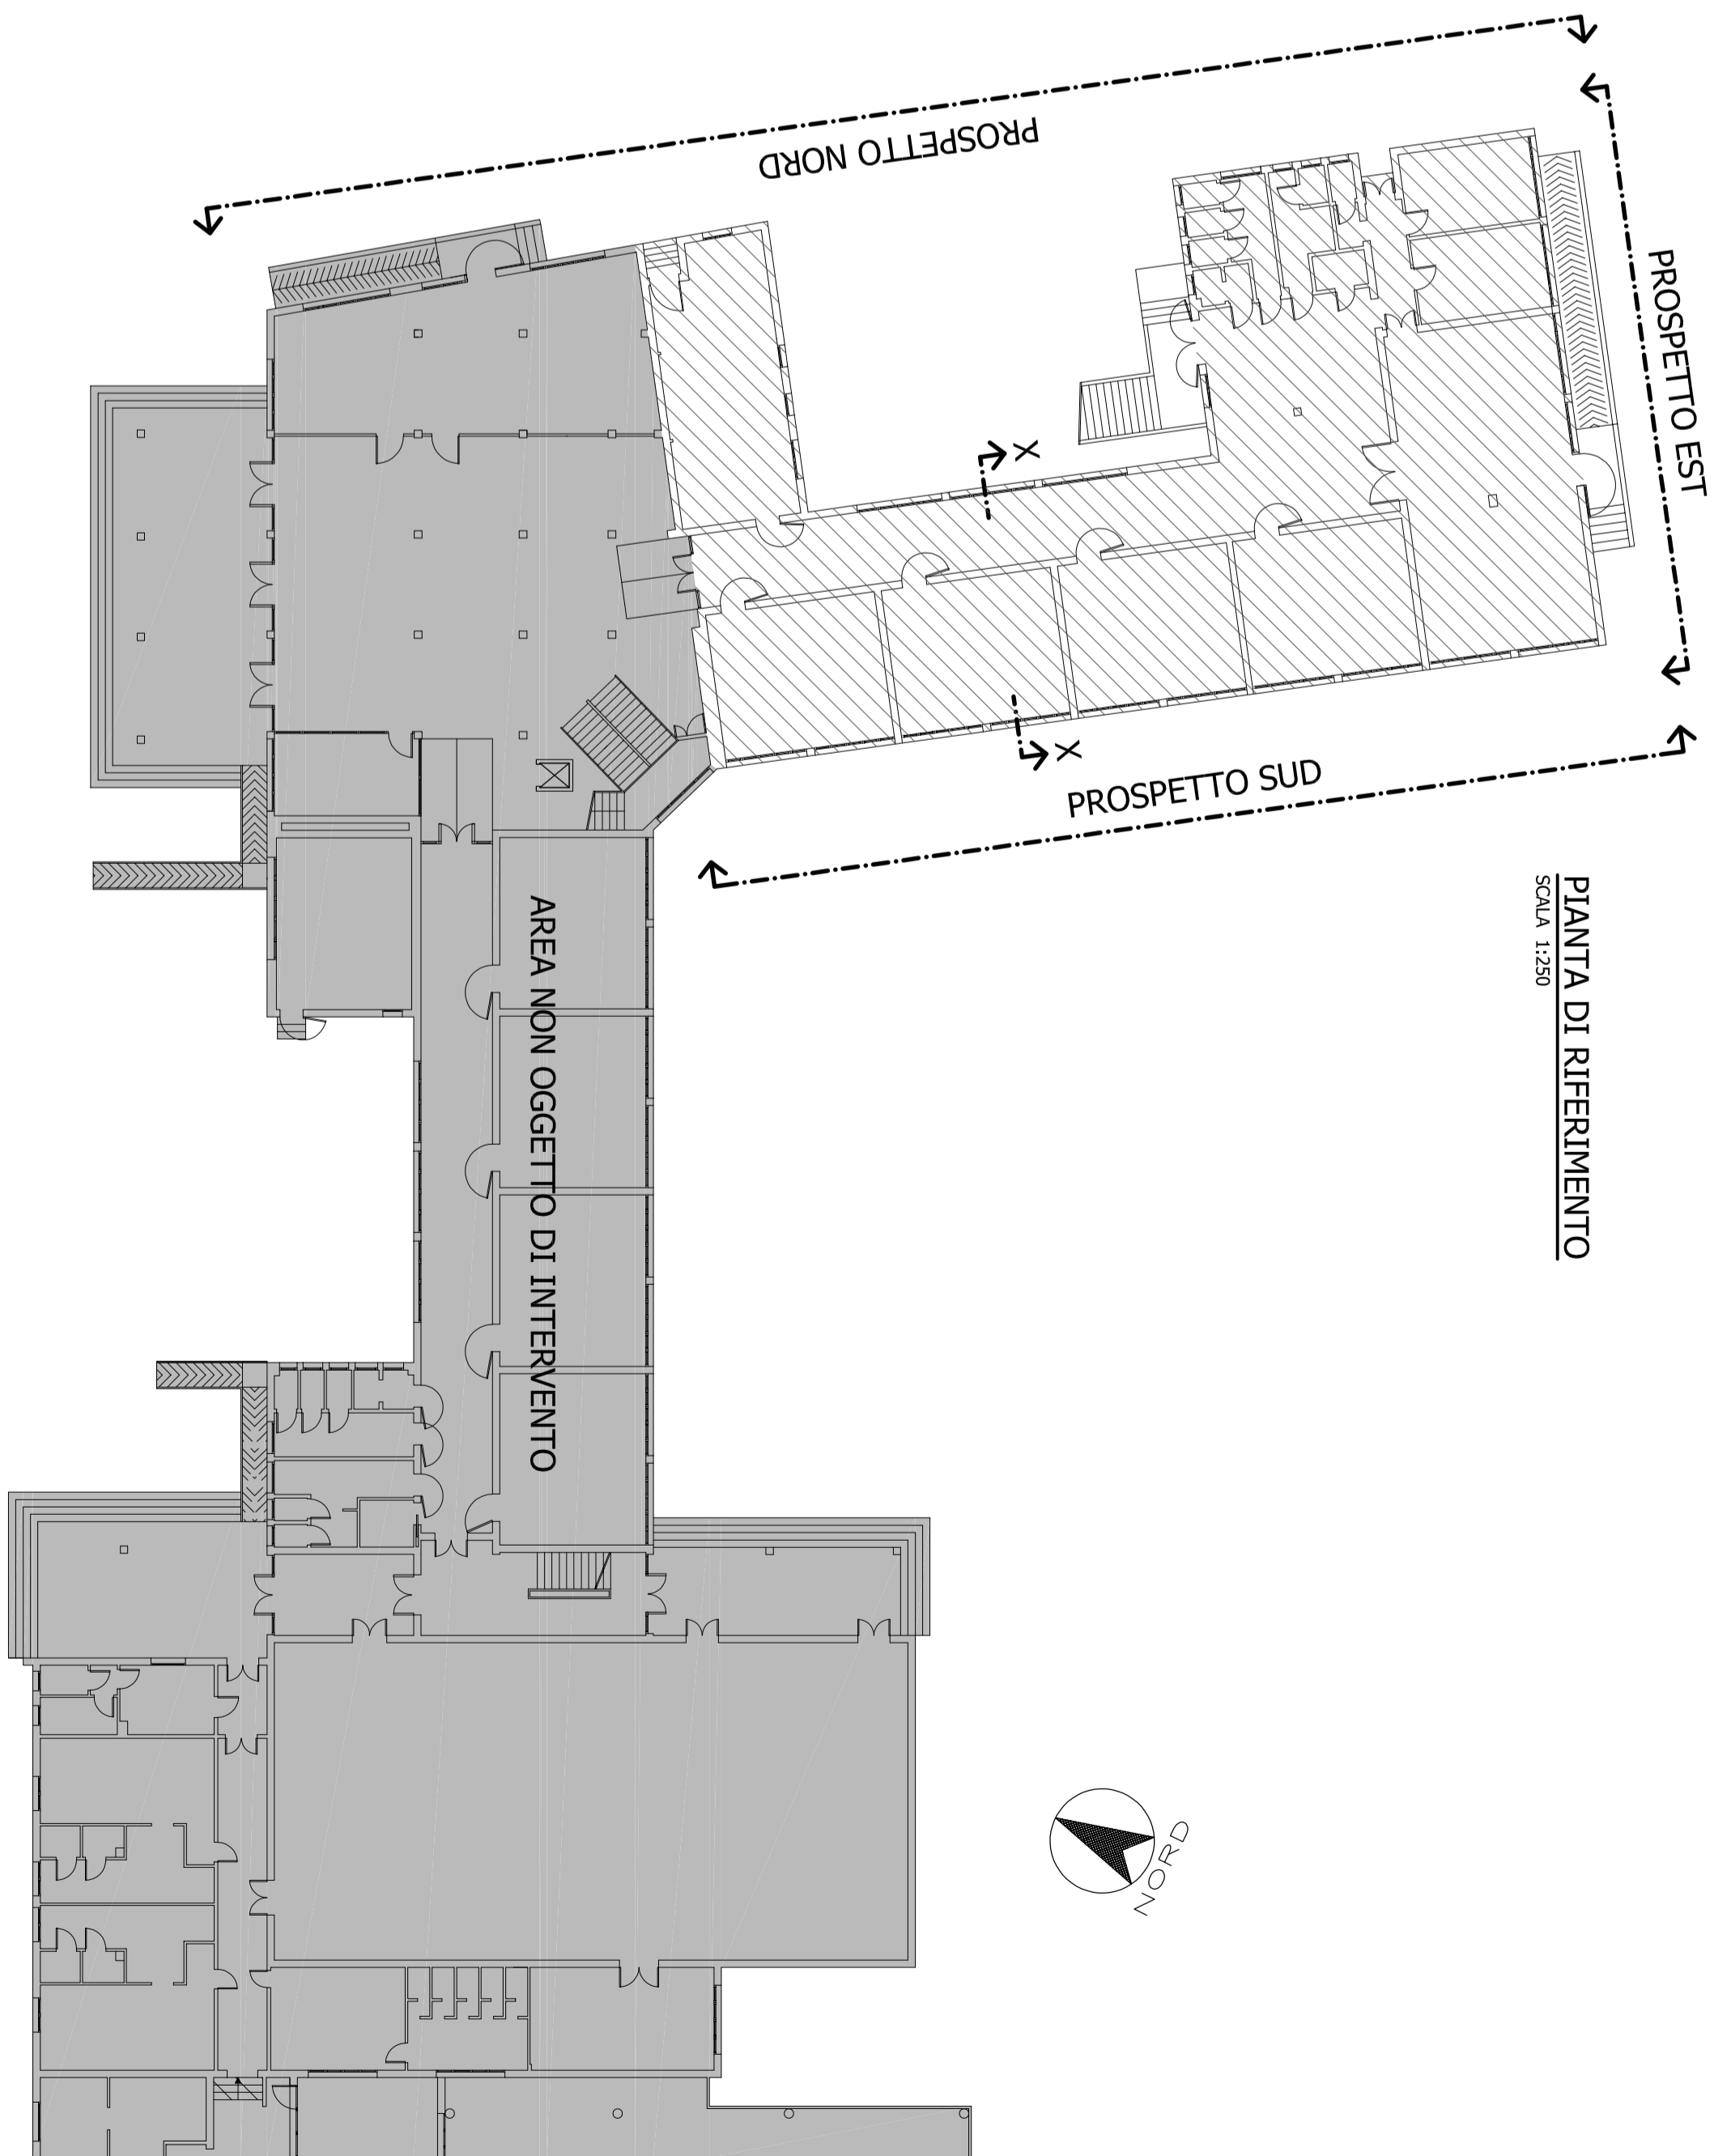 PROSPETTO NORD
PROSPETTO EST
X
X
PROSPETTO SUD
PIANTA DI RIFERIMENTO
SCALA 1:250
AREA NON OGGETTO DI INTERVENTO
NORD